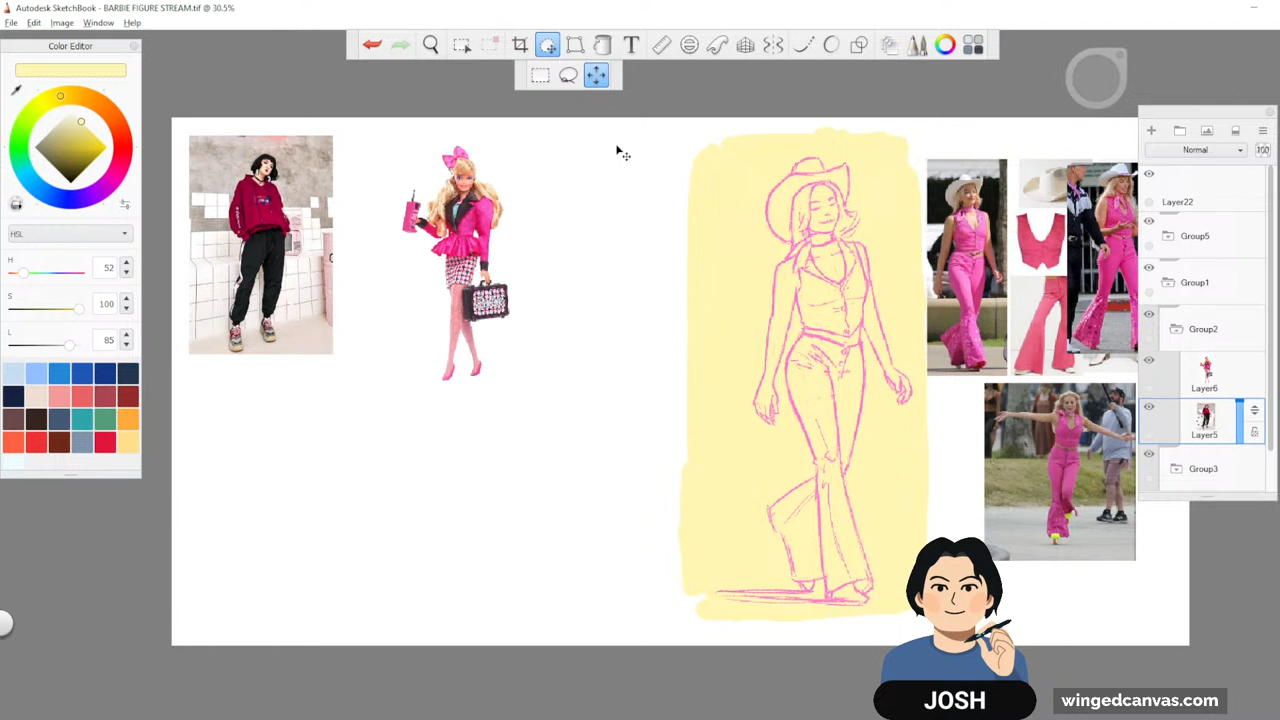 Autodesk SketchBook - BARBIE FIGURE STREAM.tif @ 30.5%
File Edit Image Window Help
Color Editor
HSL
H 52
S 100
L 85
Normal
100
Layer22
Group5
Group1
Group2
Layer6
Layer5
Group3
JOSH
wingedcanvas.com